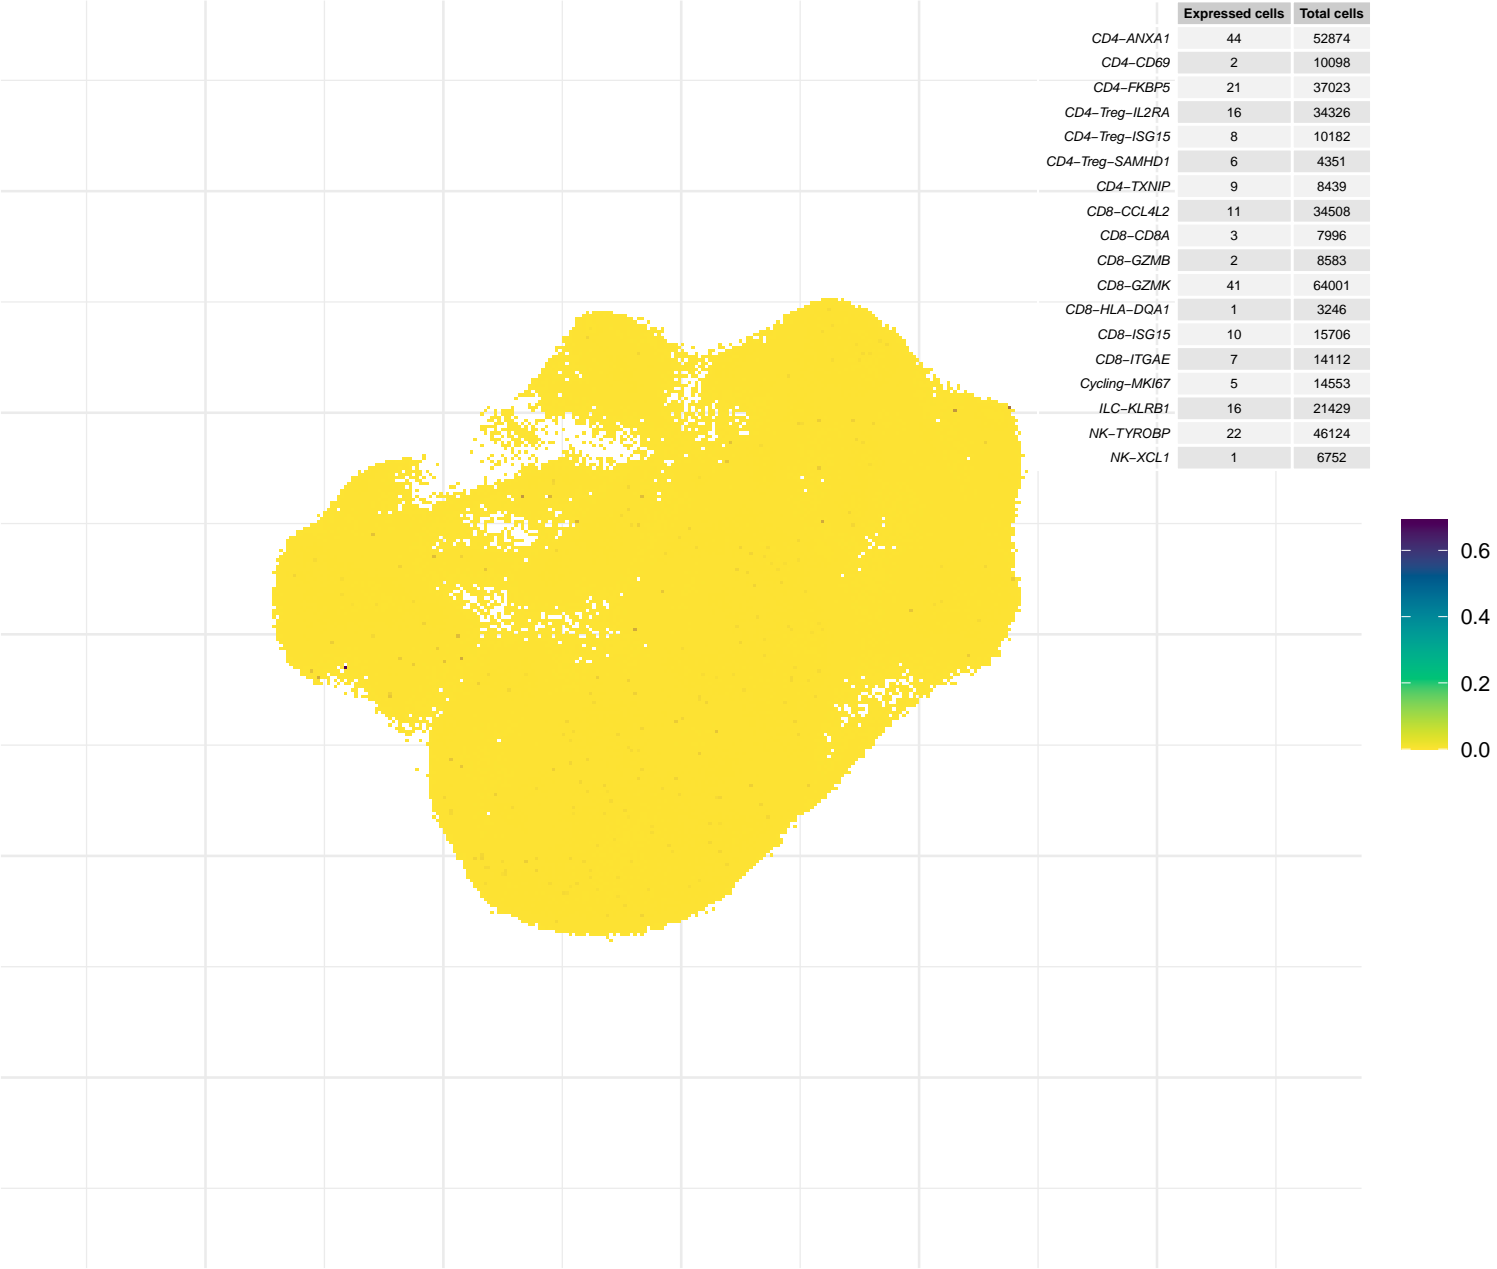 Expressed cells Total cells
CD4−ANXA1 44 52874
CD4−CD69 2 10098
CD4−FKBP5 21 37023
CD4−Treg−IL2RA 16 34326
CD4−Treg−ISG15 8 10182
CD4−Treg−SAMHD1 6 4351
CD4−TXNIP 9 8439
CD8−CCL4L2 11 34508
CD8−CD8A 3 7996
CD8−GZMB 2 8583
CD8−GZMK 41 64001
CD8−HLA−DQA1 1 3246
CD8−ISG15 10 15706
CD8−ITGAE 7 14112
Cycling−MKI67 5 14553
ILC−KLRB1 16 21429
NK−TYROBP 22 46124
NK−XCL1 1 6752
0.6
0.4
0.2
0.0